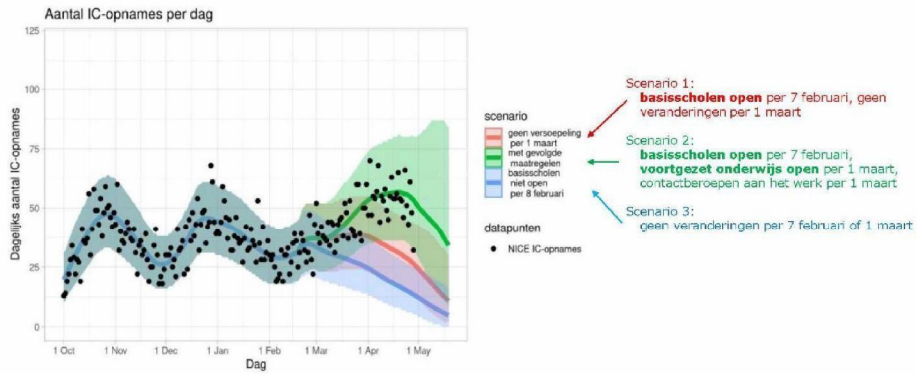 Aantal IC-opnames per dag
125
100
75
50
25
0
Dagelijks aantal IC-opnames
1 Oct
1 Nov
1 Dec
1 Jan
1 Feb
1 Mar
1 Apr
1 May
Dag
scenario
geen versoepeling
per 1 maart
met gevolgde
maatregelen
basisscholen
niet open
per 8 februari
datapunten
NICE IC-opnames
Scenario 1:
basisscholen open per 7 februari, geen
veranderingen per 1 maart
Scenario 2:
basisscholen open per 7 februari,
voortgezet onderwijs open per 1 maart,
contactberoepen aan het werk per 1 maart
Scenario 3:
geen veranderingen per 7 februari of 1 maart